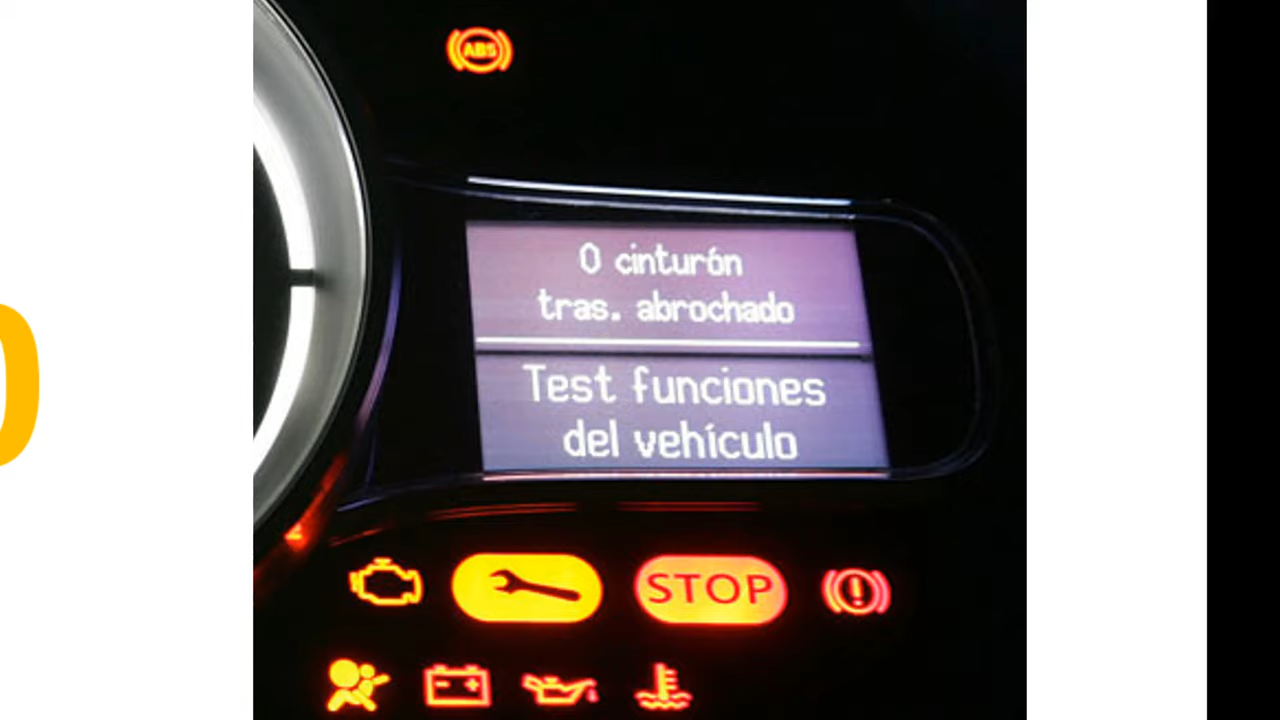 ABS
0 cinturón
tras. abrochado
Test funciones
del vehículo
STOP